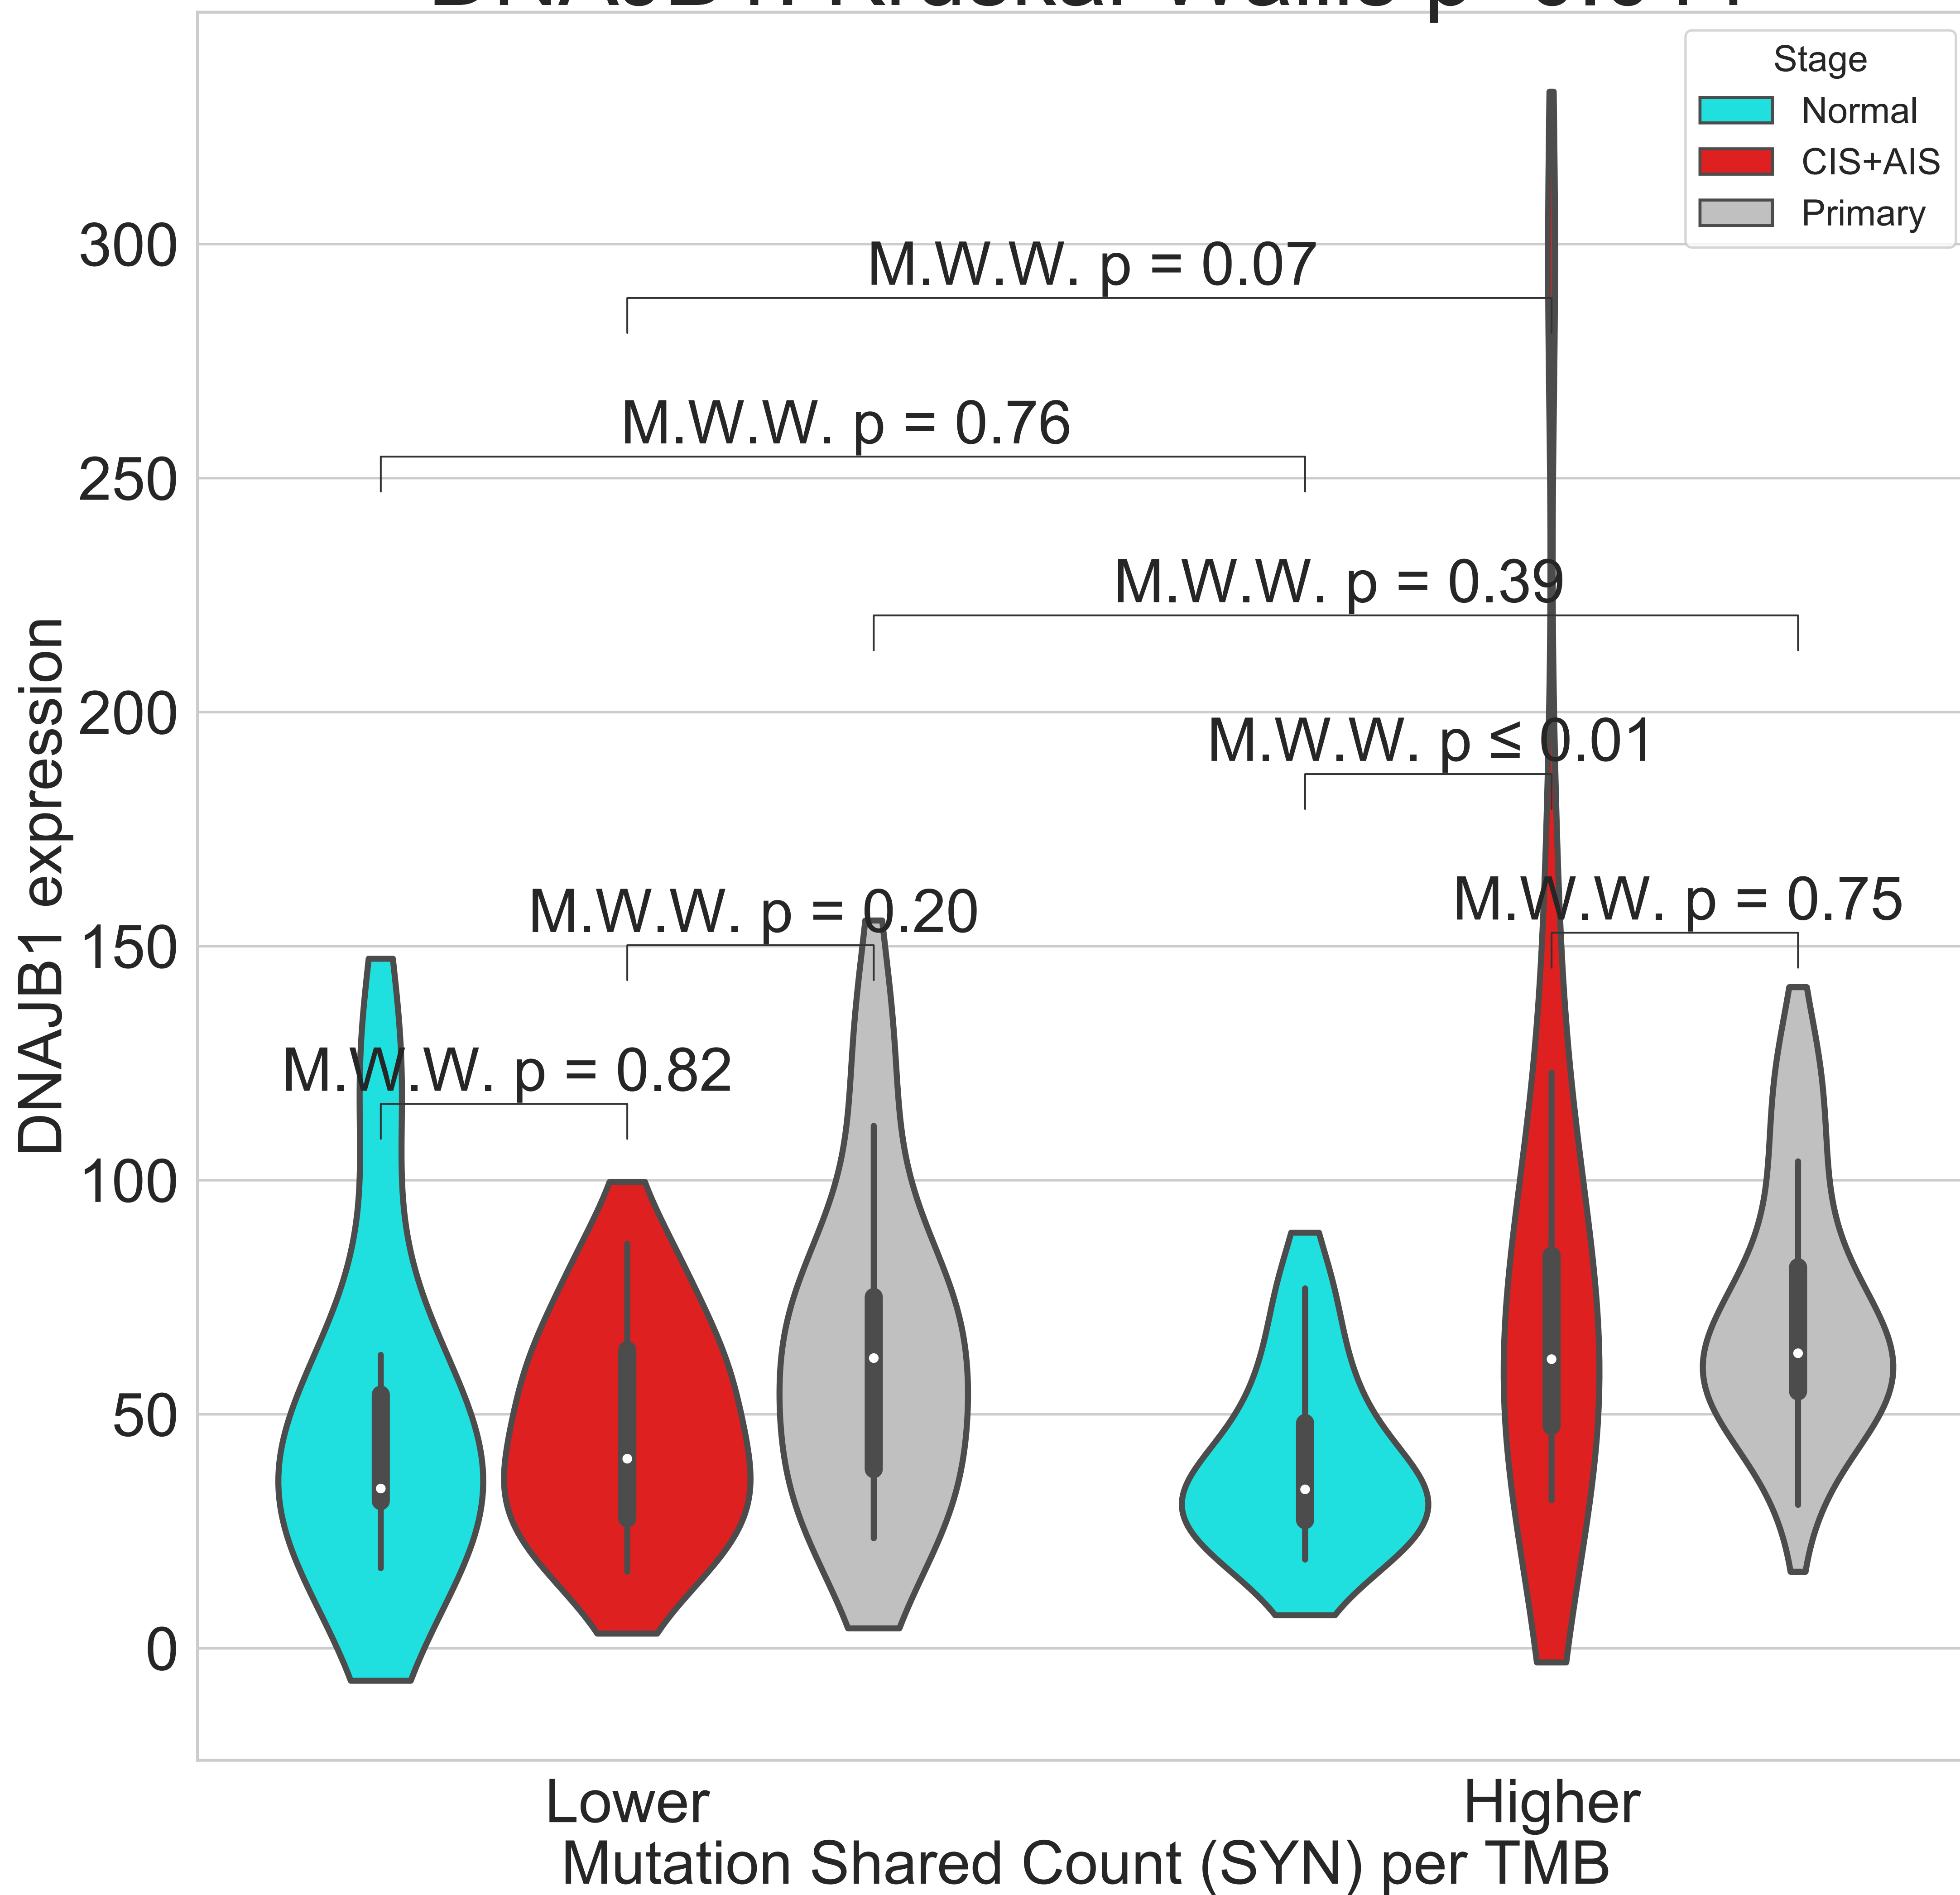 Stage
Normal
CIS+AIS
Primary
M.W.W. p = 0.07
M.W.W. p = 0.76
M.W.W. p = 0.39
M.W.W. p ≤ 0.01
M.W.W. p = 0.20
M.W.W. p = 0.75
M.W.W. p = 0.82
300
250
200
150
100
50
0
DNAJB1 expression
Lower
Higher
Mutation Shared Count (SYN) per TMB